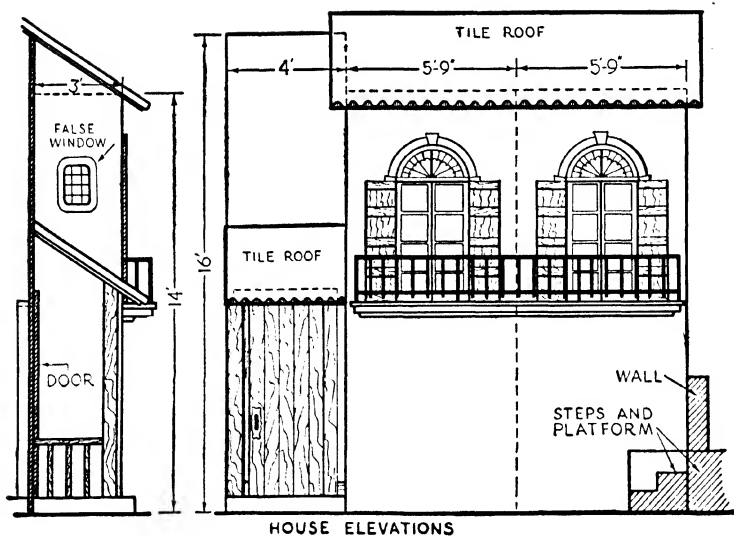 TILE ROOF
3'
4'
5'-9"
5'-9"
FALSE
WINDOW
TILE ROOF
14'
16'
DOOR
WALL
STEPS AND
PLATFORM
HOUSE ELEVATIONS